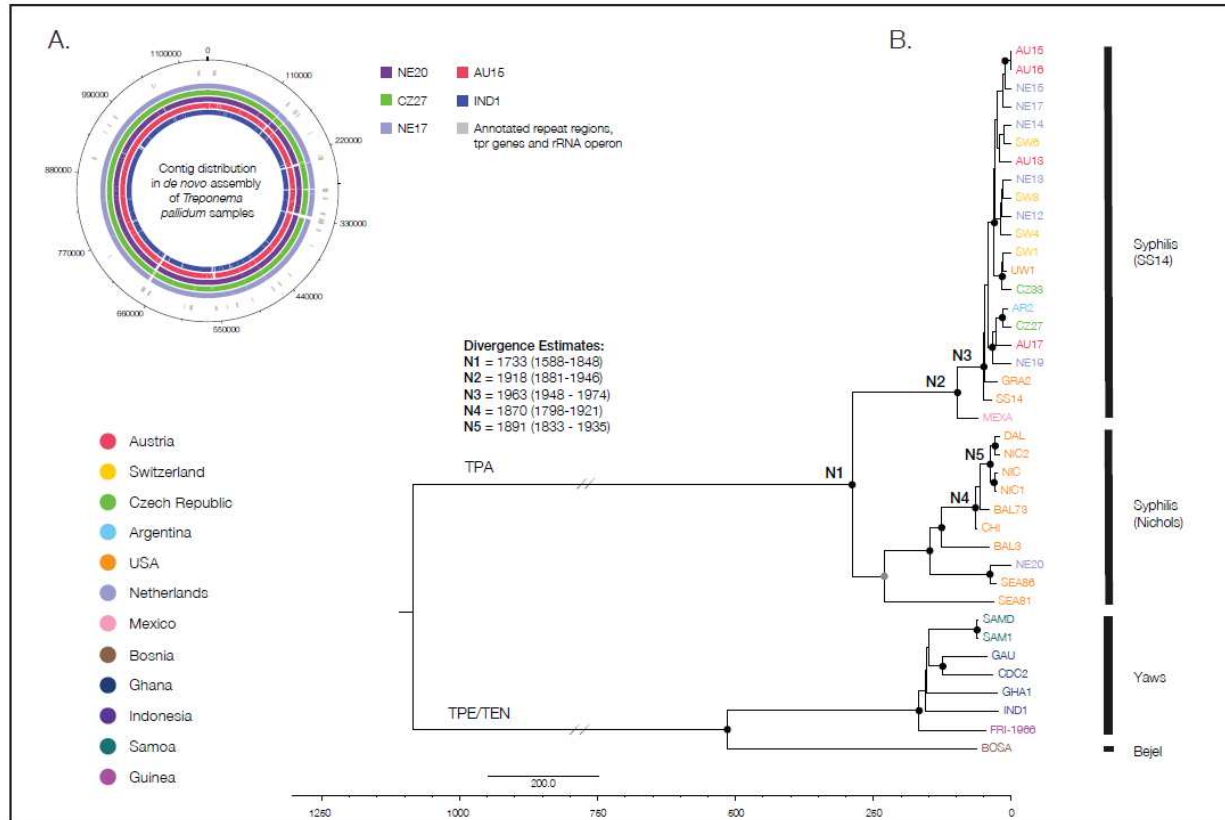 A.
B.
0
110000
220000
330000
440000
550000
660000
770000
880000
990000
1100000
Contig distribution
in de novo assembly
of Treponema
pallidum samples
NE20
CZ27
NE17
AU15
IND1
Annotated repeat regions,
tpr genes and rRNA operon
Divergence Estimates:
N1 = 1733 (1588-1848)
N2 = 1918 (1881-1946)
N3 = 1963 (1948 - 1974)
N4 = 1870 (1798-1921)
N5 = 1891 (1833 - 1935)
Austria
Switzerland
Czech Republic
Argentina
USA
Netherlands
Mexico
Bosnia
Ghana
Indonesia
Samoa
Guinea
TPA
TPE/TEN
N1
N2
N3
N4
N5
AU15
AU16
NE15
NE17
NE14
SW6
AU13
NE13
SW8
NE12
SW4
SW1
UW1
CZ33
AR2
CZ27
AU17
NE19
GRA2
SS14
MEXA
DAL
NIC2
NIC
NIC1
BAL73
CHI
BAL3
NE20
SEA86
SEA81
SAMD
SAM1
GAU
CDC2
GHA1
IND1
FRI-1966
BOSA
Syphilis
(SS14)
Syphilis
(Nichols)
Yaws
Bejel
200.0
1250
1000
750
500
250
0